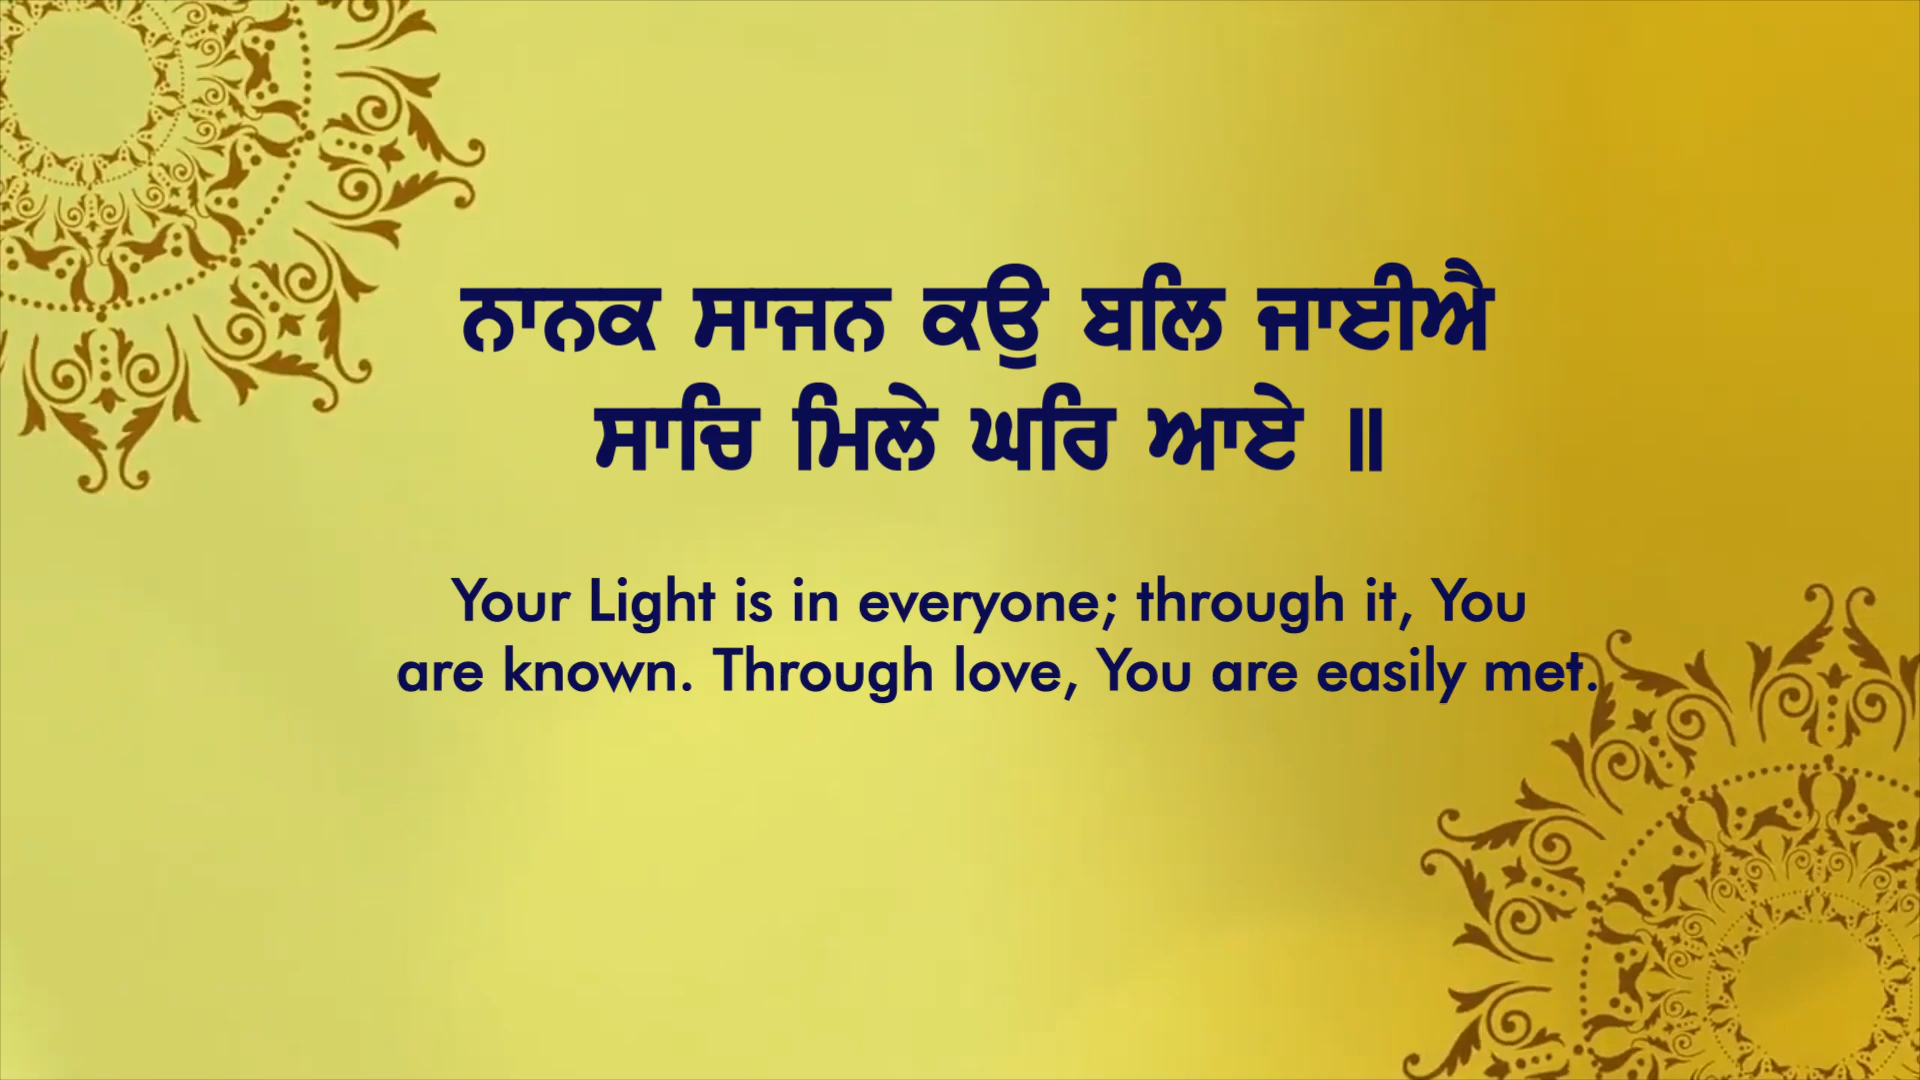 ਨਾਨਕ ਸਾਜਨ ਕਉ ਬਲਿ ਜਾਈਐ
ਸਾਚਿ ਮਿਲੇ ਘਰਿ ਆਏ ॥
Your Light is in everyone; through it, You
are known. Through love, You are easily met.